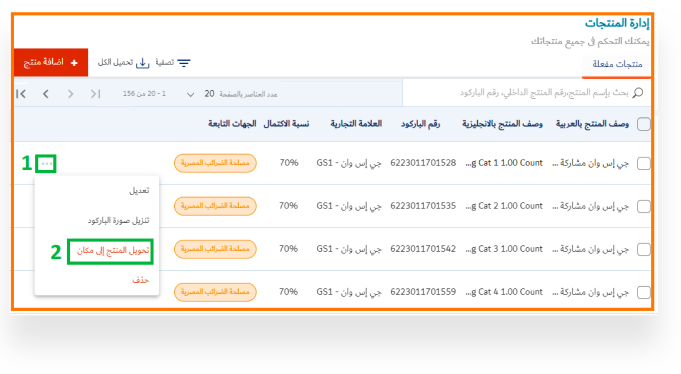 إدارة المنتجات
يمكنك التحكم في جميع منتجاتك
منتجات مفعلة
تصفية
تحميل الكل
+ اضافة منتج
بحث بإسم المنتج،رقم المنتج الداخلي، رقم الباركود
عدد العناصر بالصفحة 20
1 - 20 من 156
وصف المنتج بالعربية وصف المنتج بالانجليزية رقم الباركود العلامة التجارية نسبة الاكتمال الجهات التابعة
جي إس وان مشاركة ... g Cat 1 1.00 Count... 6223011701528 جي إس وان - GS1 70% مصلحة الضرائب المصرية
1 ...
جي إس وان مشاركة ... g Cat 2 1.00 Count... 6223011701535 جي إس وان - GS1 70% مصلحة الضرائب المصرية
جي إس وان مشاركة ... g Cat 3 1.00 Count... 6223011701542 جي إس وان - GS1 70% مصلحة الضرائب المصرية
جي إس وان مشاركة ... g Cat 4 1.00 Count... 6223011701559 جي إس وان - GS1 70% مصلحة الضرائب المصرية
تعديل
تنزيل صورة الباركود
تحويل المنتج إلى مكان
2
حذف